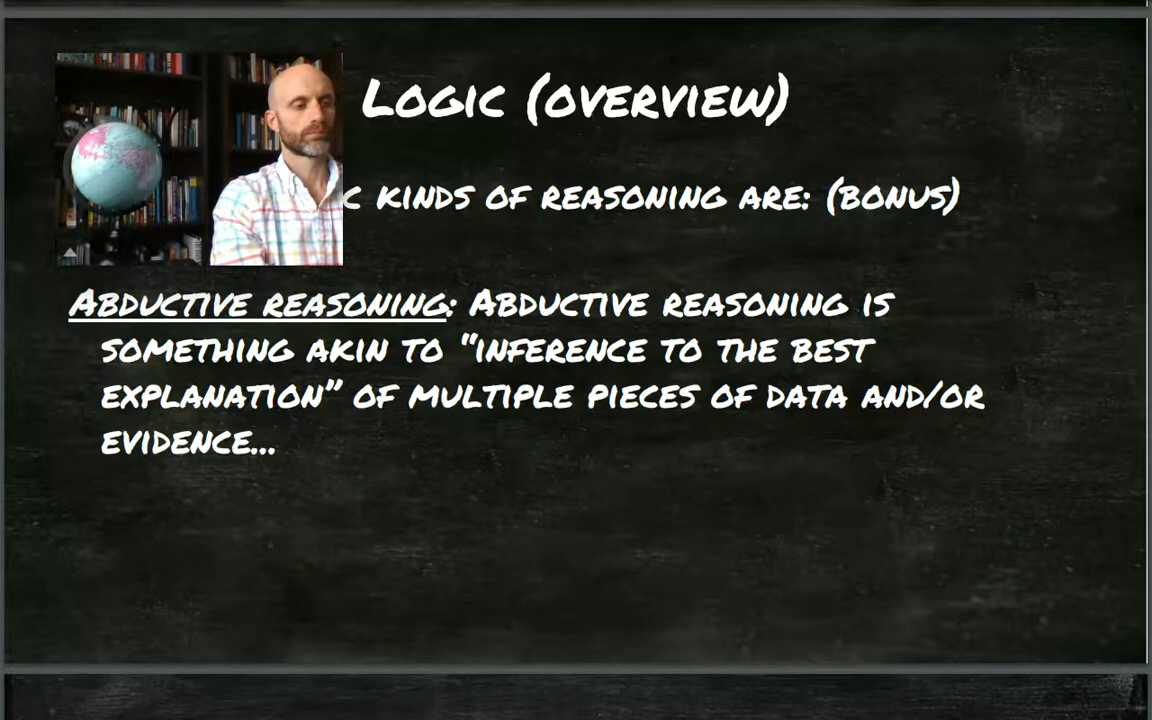 Logic (overview)
c kinds of reasoning are: (bonus)
Abductive reasoning: Abductive reasoning is
something akin to “inference to the best
explanation” of multiple pieces of data and/or
evidence...